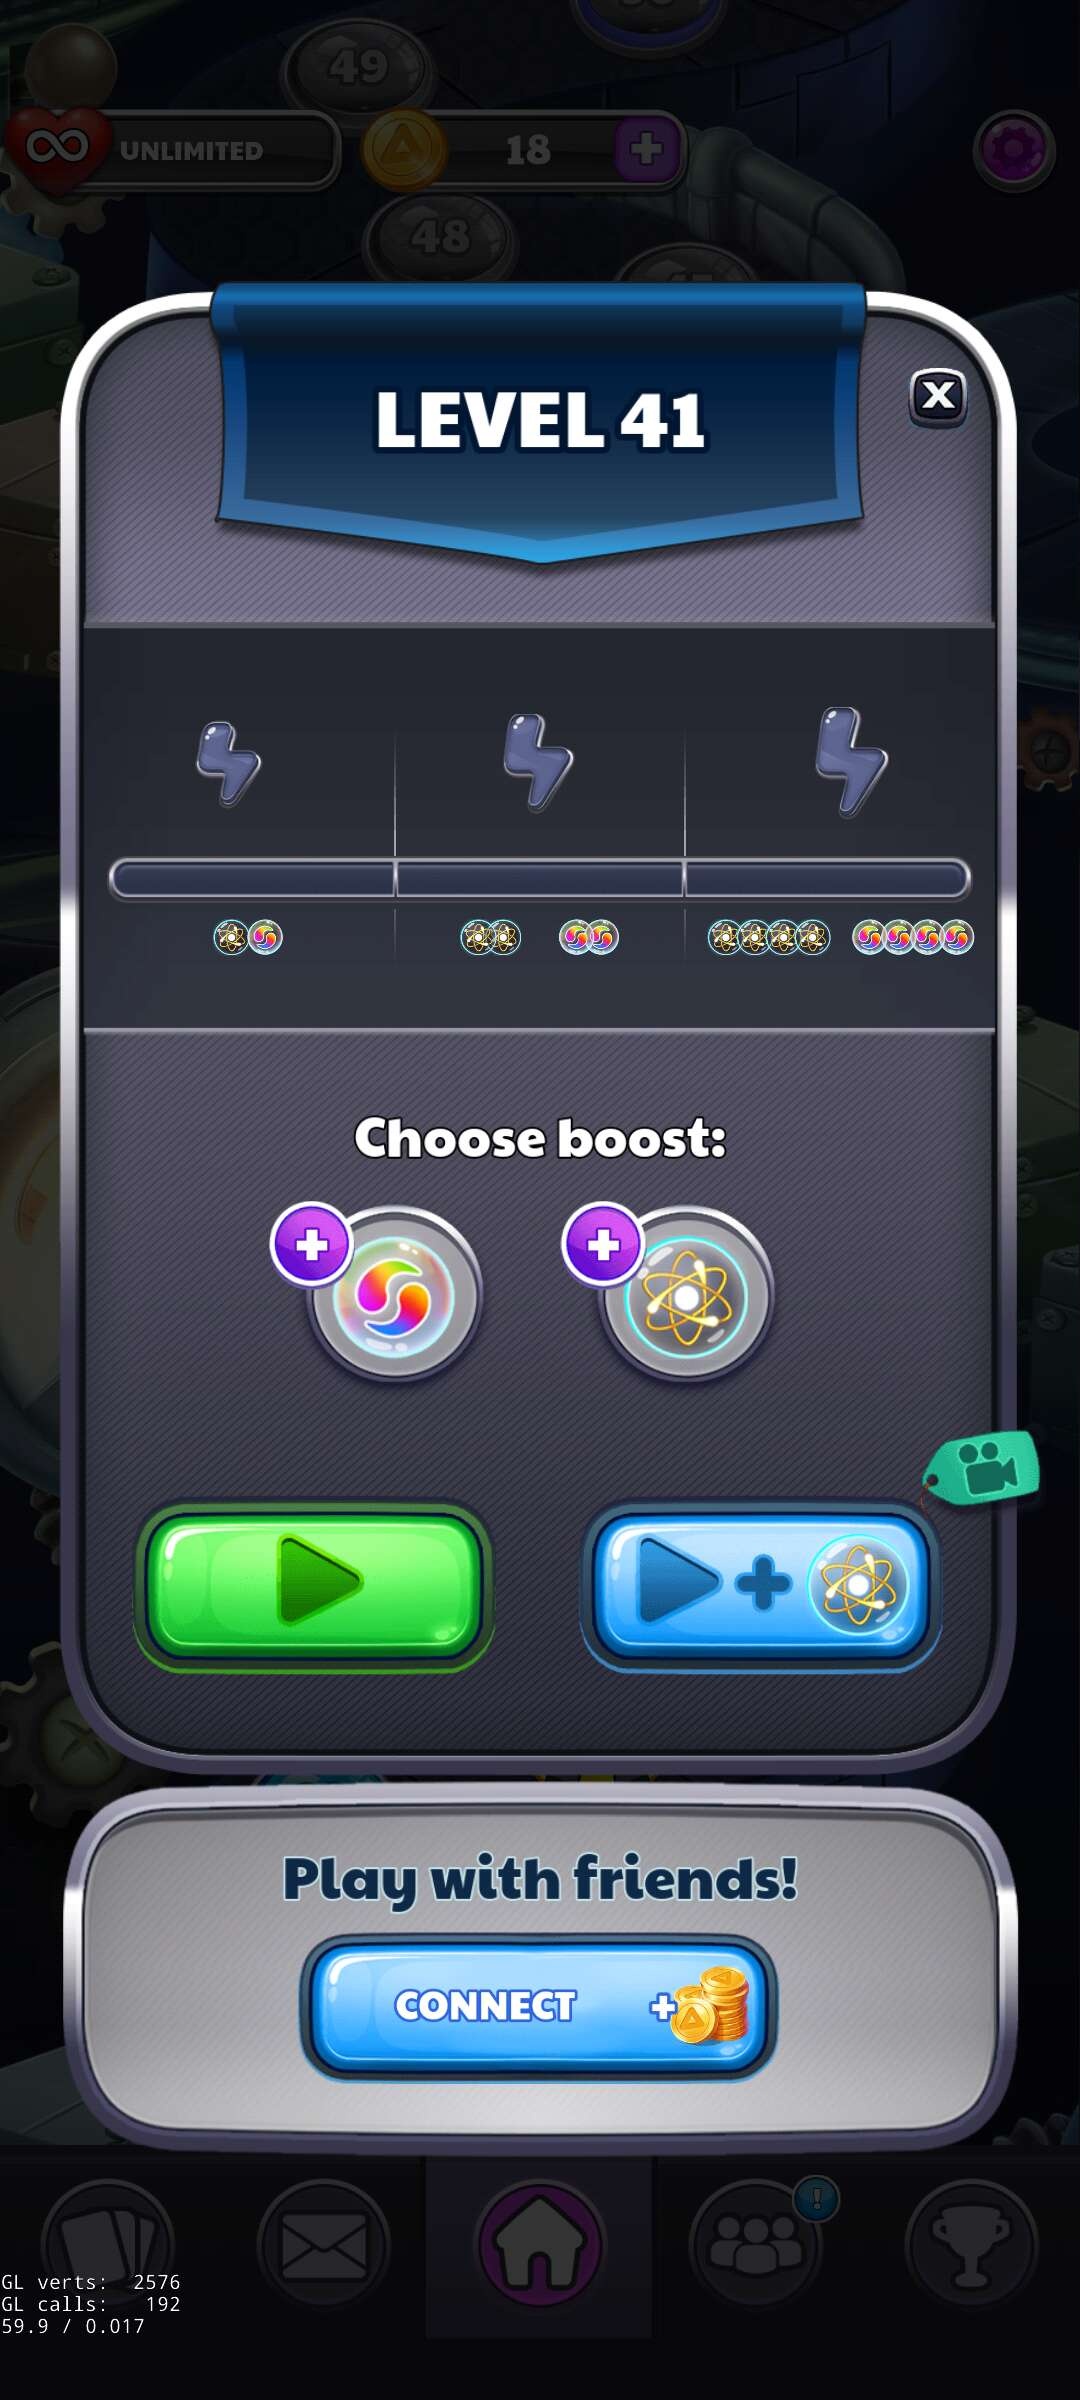 49
UNLIMITED
18
48
LEVEL 41
X
Choose boost:
Play with friends!
CONNECT +
GL verts: 2576
GL calls: 192
59.9 / 0.017